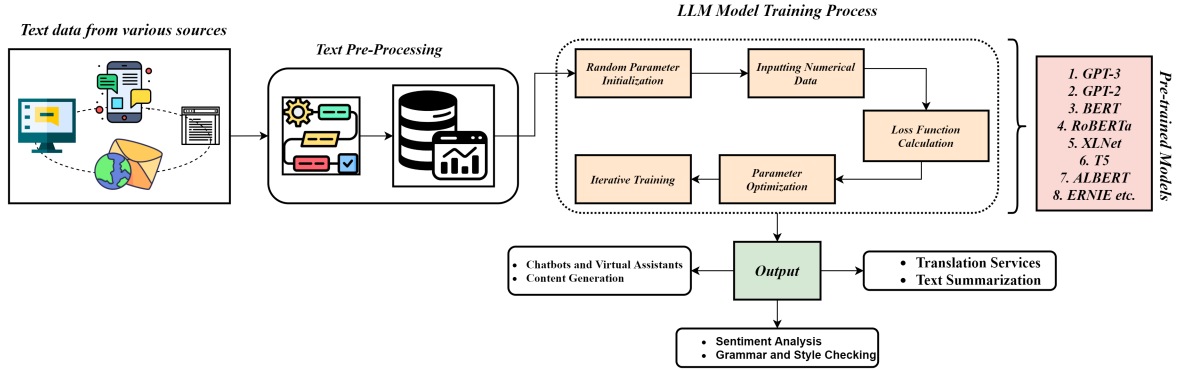 LLM Model Training Process
Text data from various sources
Text Pre-Processing
Random Parameter
Initialization
Inputting Numerical
Data
Loss Function
Calculation
Parameter
Optimization
Iterative Training
1. GPT-3
2. GPT-2
3. BERT
4. RoBERTa
5. XLNet
6. T5
7. ALBERT
8. ERNIE etc.
Pre-trained Models
Output
• Chatbots and Virtual Assistants
• Content Generation
• Translation Services
• Text Summarization
• Sentiment Analysis
• Grammar and Style Checking